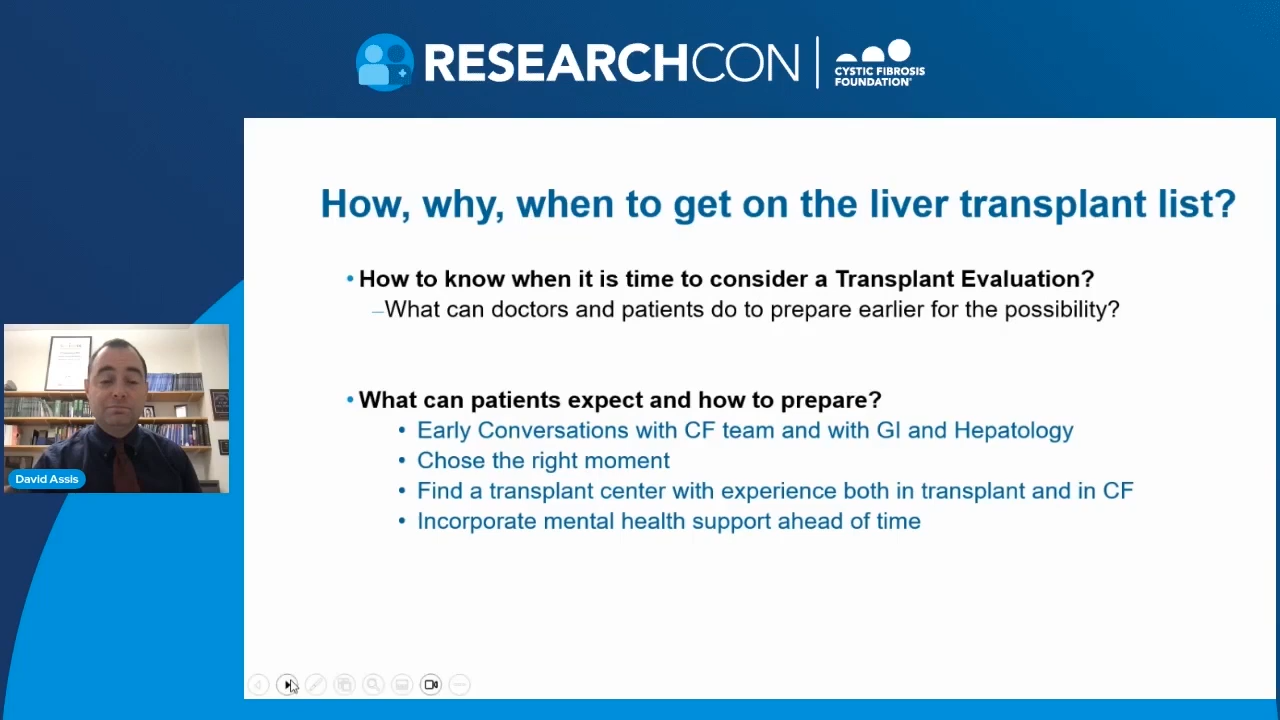 RESEARCHCON
CYSTIC FIBROSIS
FOUNDATION®
How, why, when to get on the liver transplant list?
• How to know when it is time to consider a Transplant Evaluation?
–What can doctors and patients do to prepare earlier for the possibility?
• What can patients expect and how to prepare?
• Early Conversations with CF team and with GI and Hepatology
• Chose the right moment
• Find a transplant center with experience both in transplant and in CF
• Incorporate mental health support ahead of time
David Assis